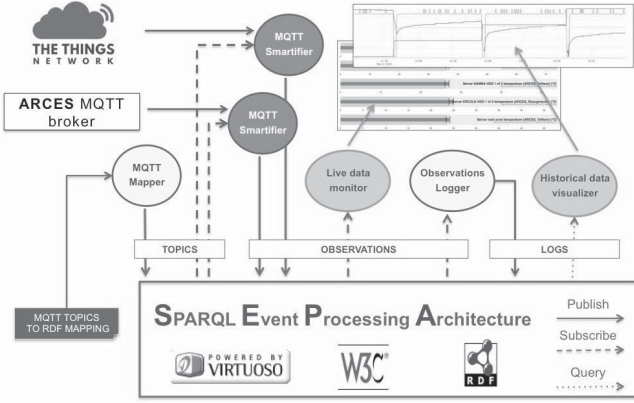 THE THINGS
NETWORK
ARCES MQTT
broker
MQTT
Smartifier
MQTT
Smartifier
MQTT
Mapper
Live data
monitor
Observations
Logger
Historical data
visualizer
TOPICS
OBSERVATIONS
LOGS
MQTT TOPICS
TO RDF MAPPING
SPARQL Event Processing Architecture
POWERED BY
VIRTUOSO
W3C®
RDF
Publish
Subscribe
Query